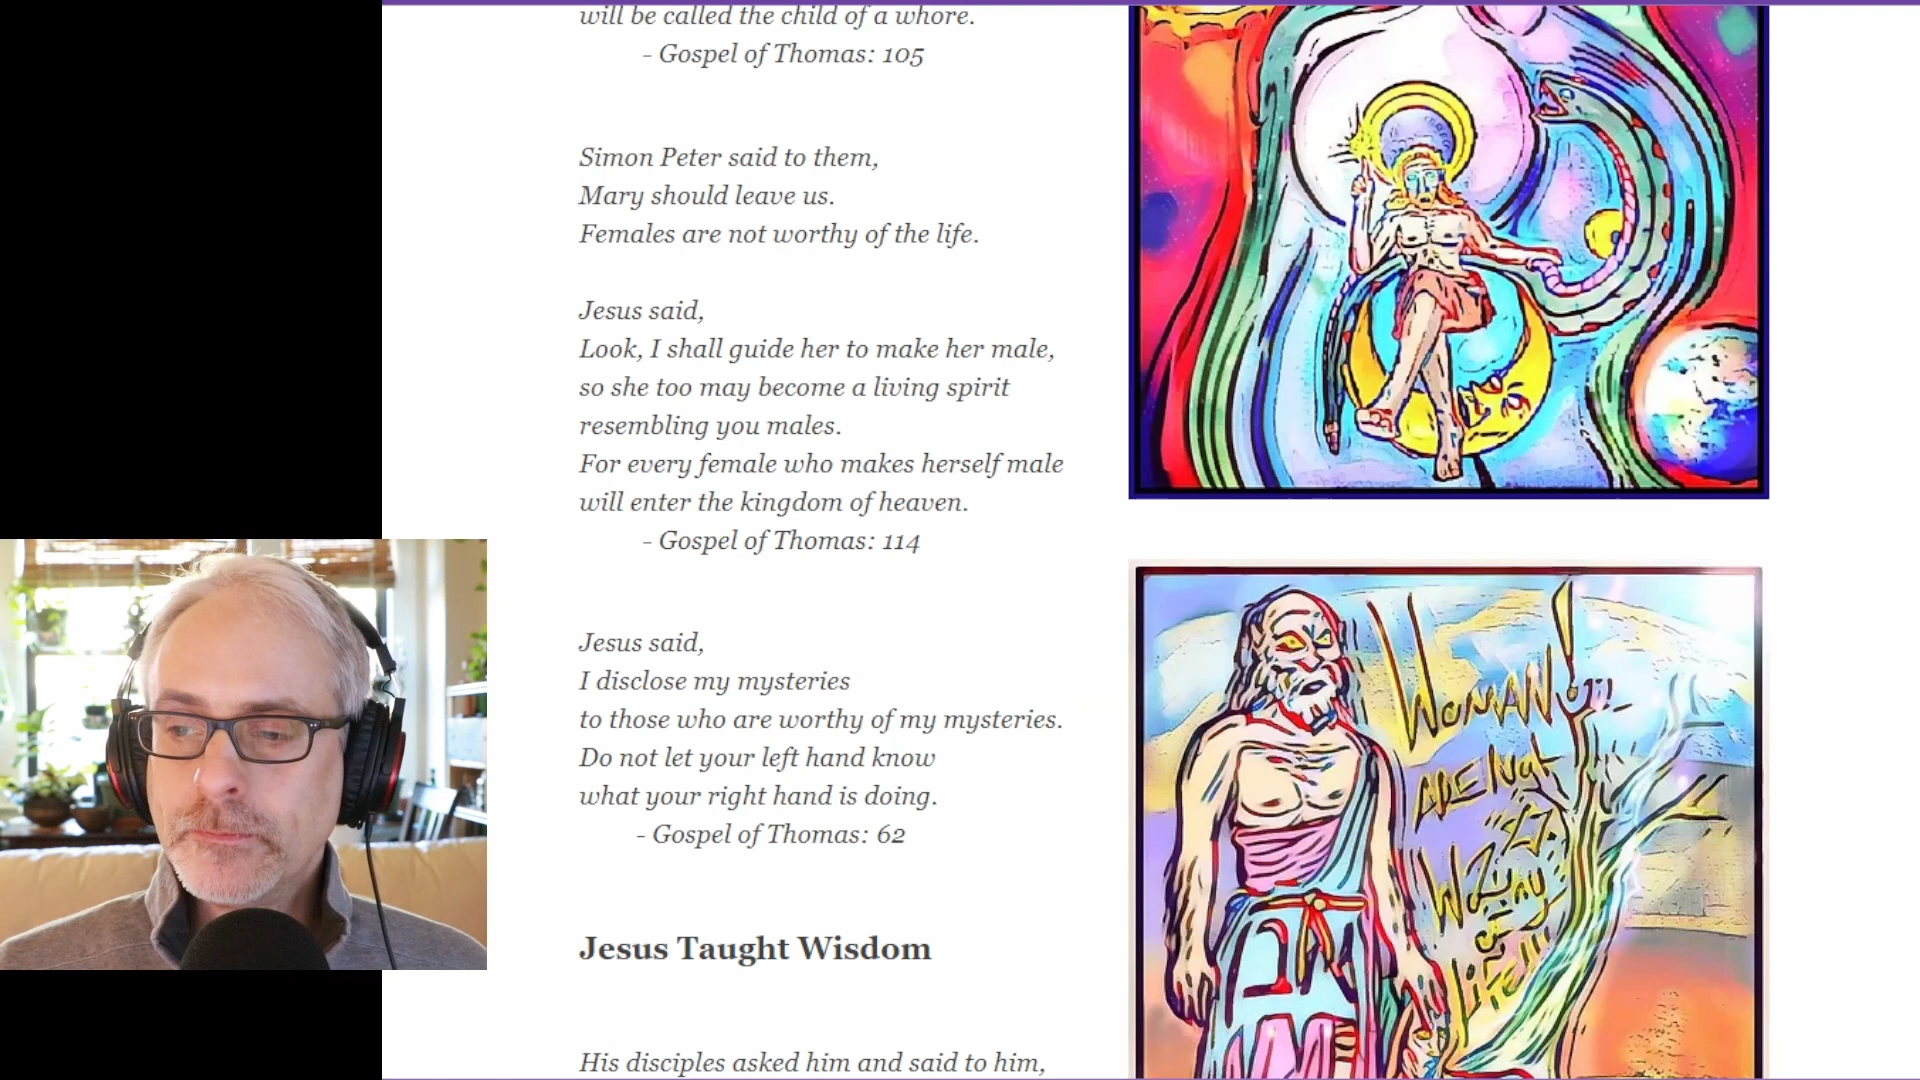 will be called the child of a whore.
- Gospel of Thomas: 105
Simon Peter said to them,
Mary should leave us.
Females are not worthy of the life.
Jesus said,
Look, I shall guide her to make her male,
so she too may become a living spirit
resembling you males.
For every female who makes herself male
will enter the kingdom of heaven.
- Gospel of Thomas: 114
Jesus said,
I disclose my mysteries
to those who are worthy of my mysteries.
Do not let your left hand know
what your right hand is doing.
- Gospel of Thomas: 62
Jesus Taught Wisdom
His disciples asked him and said to him,
WOMAN!
ARE Not
life!!